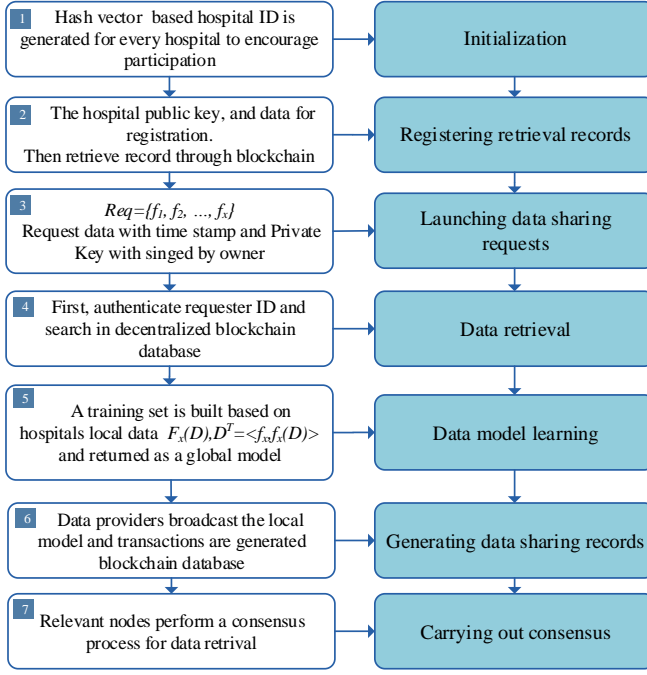 1
Hash vector based hospital ID is
generated for every hospital to encourage
participation
Initialization
2
The hospital public key, and data for
registration.
Then retrieve record through blockchain
Registering retrieval records
3
Req={f₁, f₂, ..., fₓ}
Request data with time stamp and Private
Key with singed by owner
Launching data sharing
requests
4
First, authenticate requester ID and
search in decentralized blockchain
database
Data retrieval
5
A training set is built based on
hospitals local data Fₓ(D),Dᵀ=<fₓ,fₓ(D)>
and returned as a global model
Data model learning
6
Data providers broadcast the local
model and transactions are generated
blockchain database
Generating data sharing records
7
Relevant nodes perform a consensus
process for data retrival
Carrying out consensus